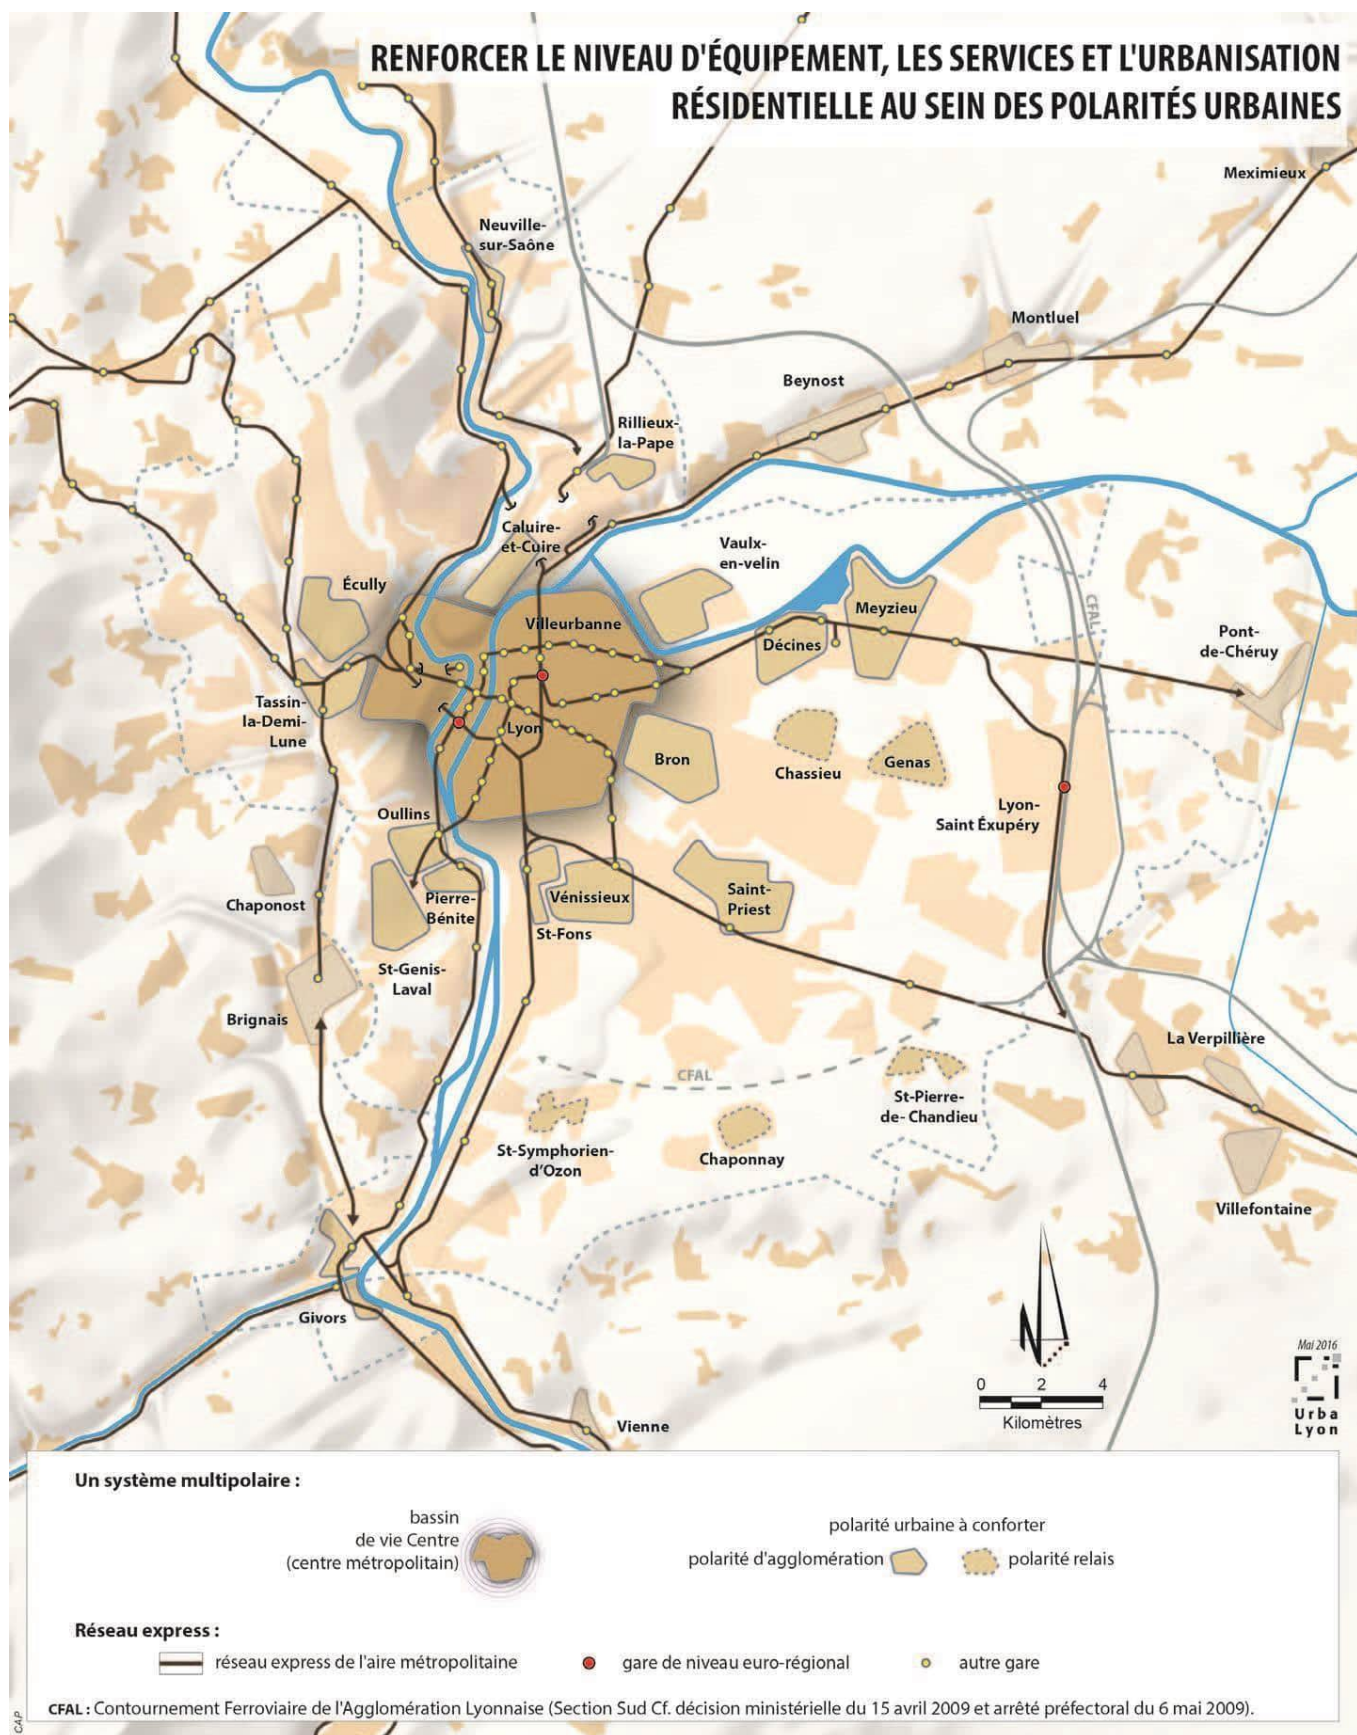 RENFORCER LE NIVEAU D'ÉQUIPEMENT, LES SERVICES ET L'URBANISATION
RÉSIDENTIELLE AU SEIN DES POLARITÉS URBAINES
Meximieux
Neuville-
sur-Saône
Montluel
Beynost
Rillieux-
la-Pape
Caluire-
et-Cuire
Vaulx-
en-velin
Écully
Meyzieu
CFAL
Villeurbanne
Décines
Pont-
de-Chéruy
Tassin-
la-Demi-
Lune
Lyon
Bron
Chassieu
Genas
Oullins
Lyon-
Saint Éxupéry
Chaponost
Pierre-
Bénite
Vénissieux
Saint-
Priest
St-Fons
St-Genis-
Laval
Brignais
La Verpillière
CFAL
St-Pierre-
de- Chandieu
St-Symphorien-
d'Ozon
Chaponnay
Villefontaine
Givors
N
Mai 2016
0 2 4
Kilomètres
Urba
Lyon
Vienne
Un système multipolaire :
bassin
de vie Centre
(centre métropolitain)
polarité urbaine à conforter
polarité d'agglomération
polarité relais
Réseau express :
réseau express de l'aire métropolitaine
gare de niveau euro-régional
autre gare
CFAL : Contournement Ferroviaire de l'Agglomération Lyonnaise (Section Sud Cf. décision ministérielle du 15 avril 2009 et arrêté préfectoral du 6 mai 2009).
CAP